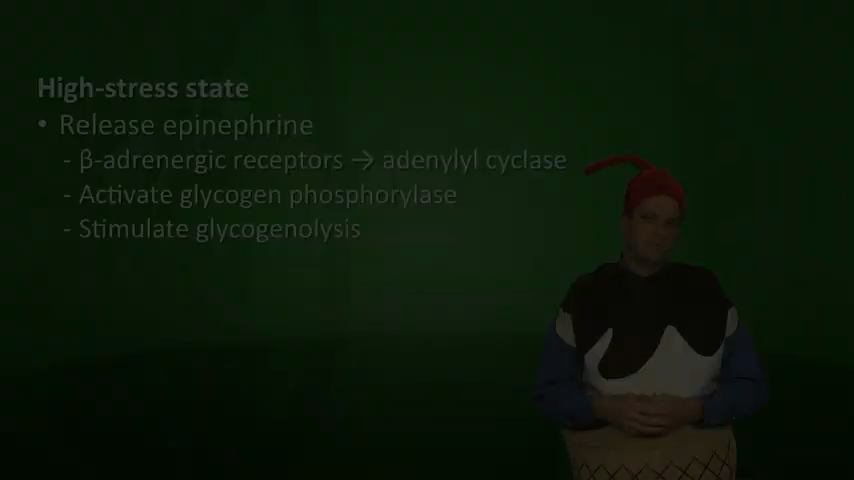 High-stress state
• Release epinephrine
- β-adrenergic receptors → adenylyl cyclase
- Activate glycogen phosphorylase
- Stimulate glycogenolysis